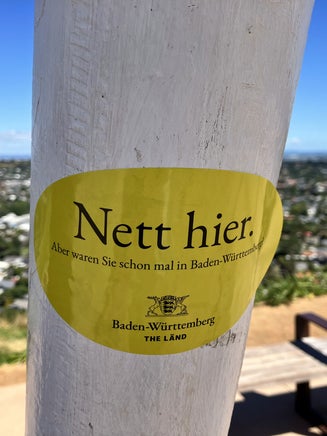 Nett hier.
Aber waren Sie schon mal in Baden-Württemberg?
Baden-Württemberg
THE LÄND